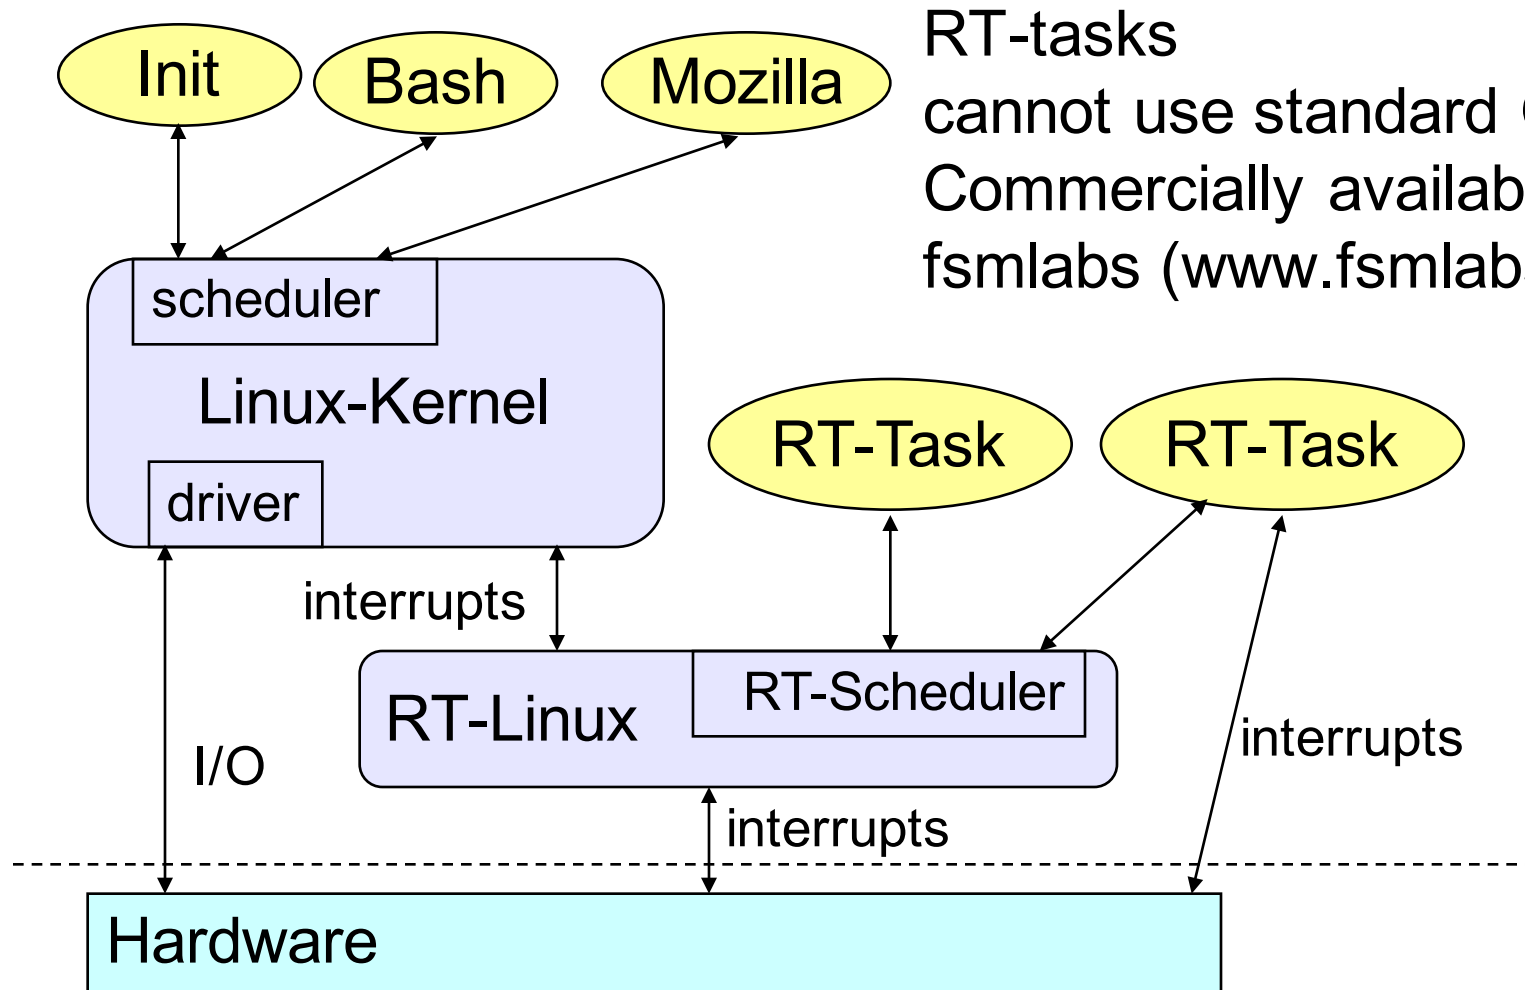 RT-tasks
cannot use standard
Commercially availab
fsmlabs (www.fsmlab
Init
Bash
Mozilla
scheduler
Linux-Kernel
driver
RT-Task
RT-Task
interrupts
RT-Scheduler
RT-Linux
I/O
interrupts
interrupts
Hardware